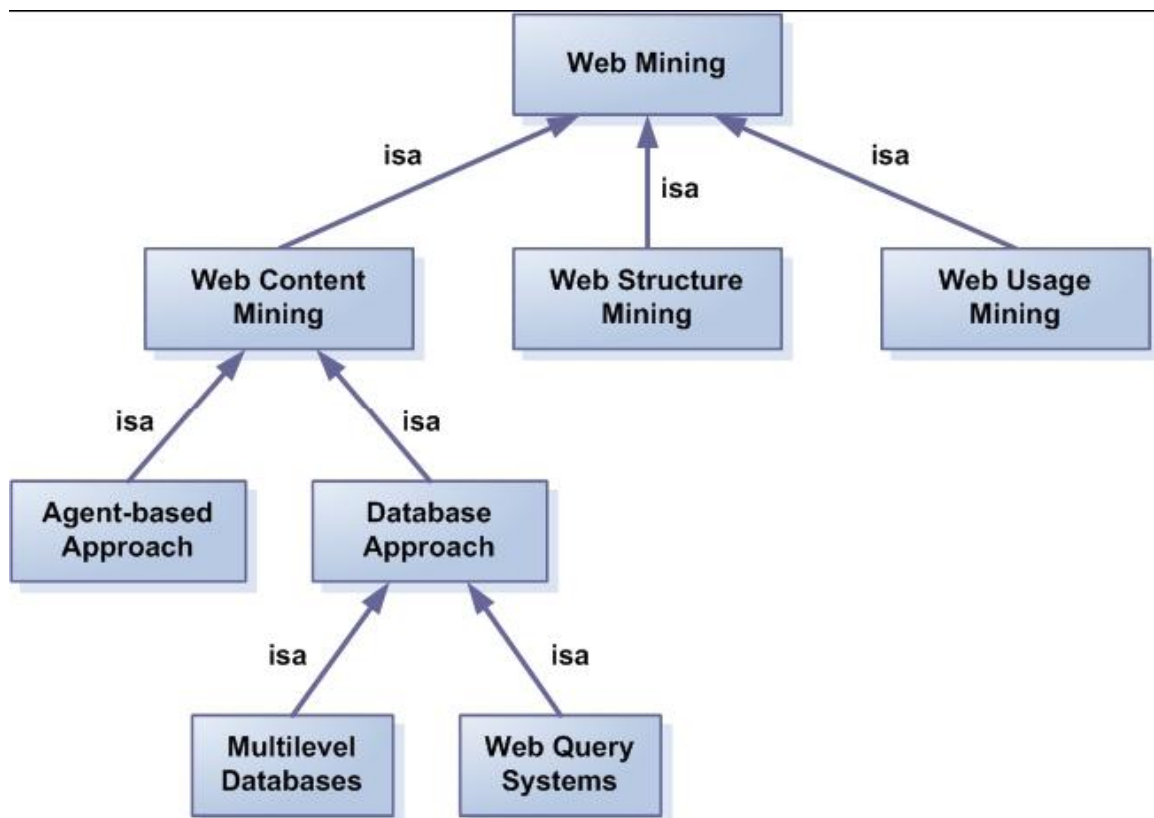 Web Mining
isa
isa
isa
Web Content
Mining
Web Structure
Mining
Web Usage
Mining
isa
isa
Agent-based
Approach
Database
Approach
isa
isa
Multilevel
Databases
Web Query
Systems